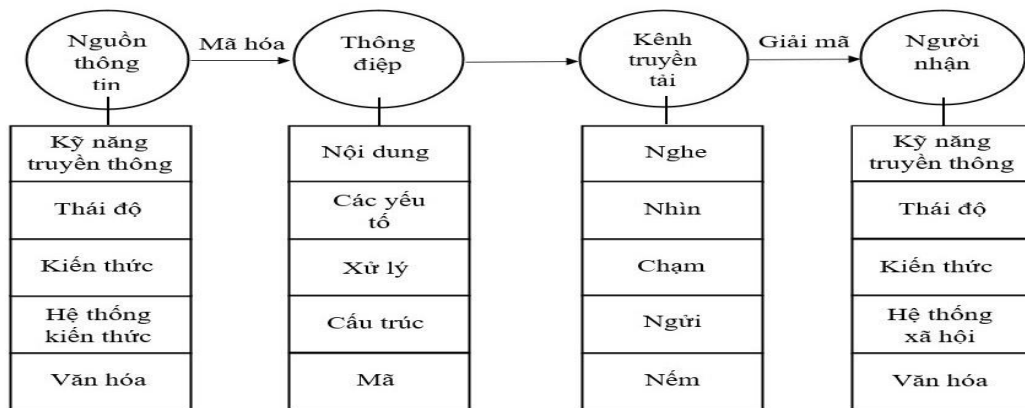 Nguồn
thông
tin
Mã hóa
Thông
điệp
Kênh
truyền
tải
Giải mã
Người
nhận
Kỹ năng
truyền thông
Thái độ
Kiến thức
Hệ thống
kiến thức
Văn hóa
Nội dung
Các yếu
tố
Xử lý
Cấu trúc
Mã
Nghe
Nhìn
Chạm
Ngửi
Nếm
Kỹ năng
truyền thông
Thái độ
Kiến thức
Hệ thống
xã hội
Văn hóa